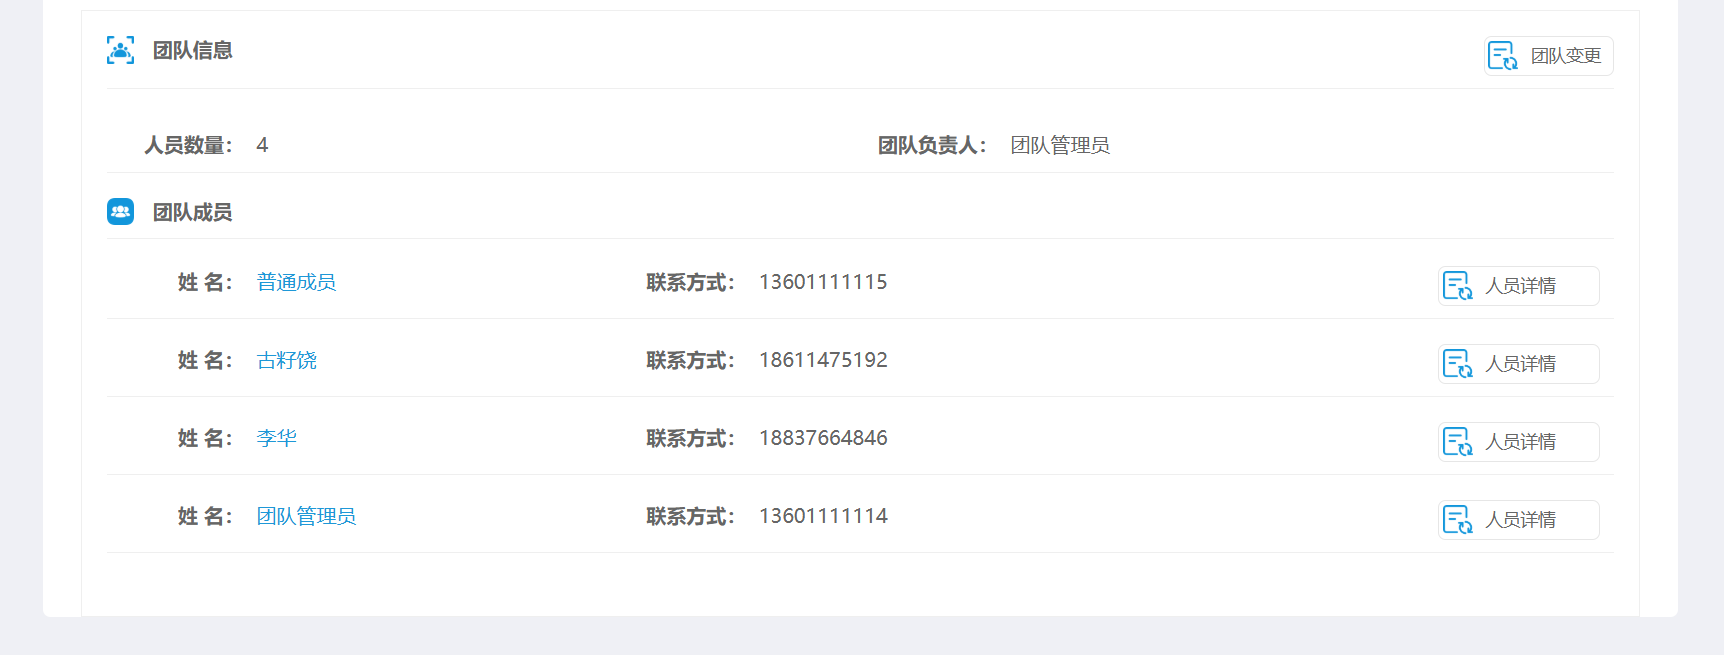 团队信息
团队变更
人员数量： 4 团队负责人： 团队管理员
团队成员
姓 名： 普通成员 联系方式： 13601111115 人员详情
姓 名： 古籽饶 联系方式： 18611475192 人员详情
姓 名： 李华 联系方式： 18837664846 人员详情
姓 名： 团队管理员 联系方式： 13601111114 人员详情